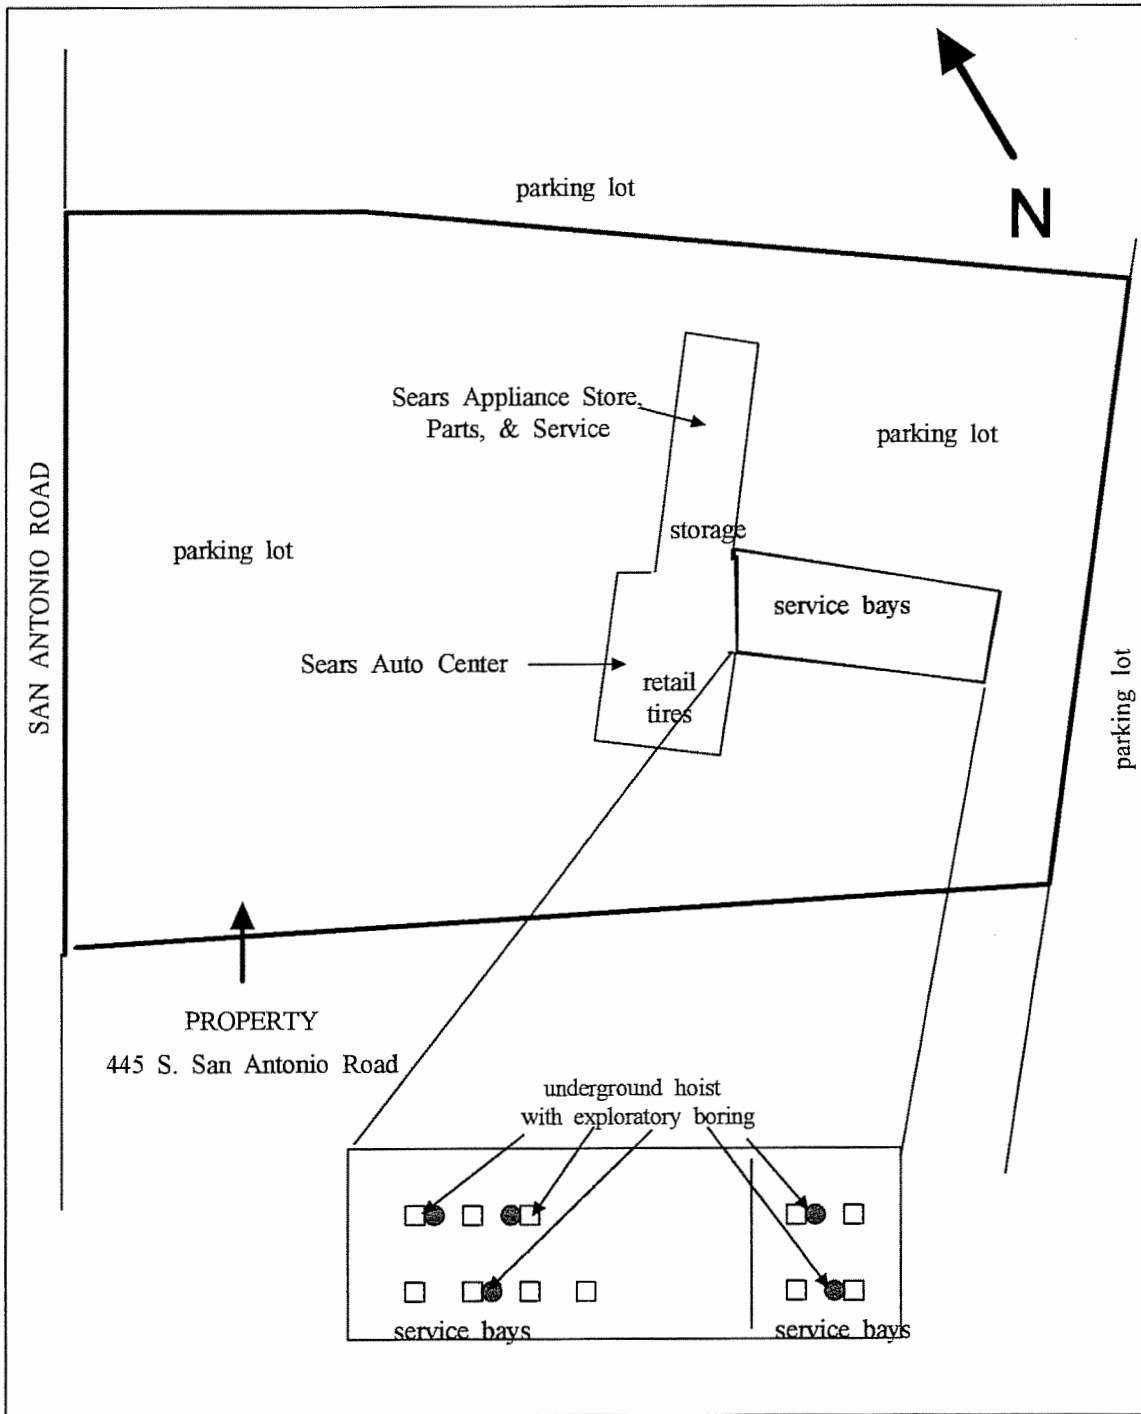 N
parking lot
Sears Appliance Store,
Parts, & Service
parking lot
SAN ANTONIO ROAD
storage
parking lot
service bays
Sears Auto Center
retail
tires
parking lot
PROPERTY
445 S. San Antonio Road
underground hoist
with exploratory boring
service bays
service bays